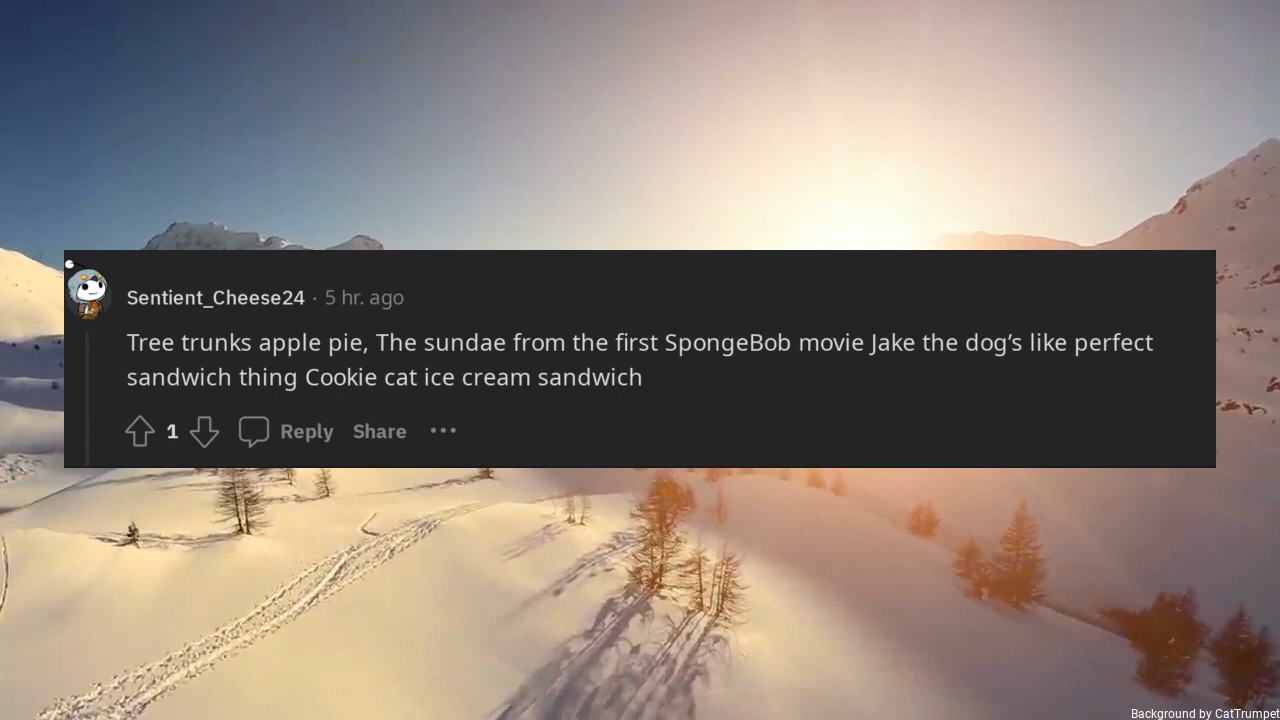 Sentient_Cheese24 · 5 hr. ago
Tree trunks apple pie, The sundae from the first SpongeBob movie Jake the dog’s like perfect
sandwich thing Cookie cat ice cream sandwich
1 Reply Share
Background by CatTrumpet